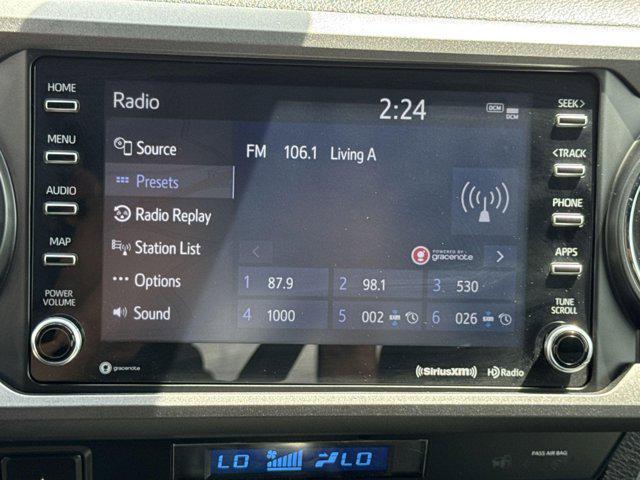 HOME
MENU
AUDIO
MAP
POWER
VOLUME
Radio
2:24
DCM
DCM
Source
Presets
Radio Replay
Station List
Options
Sound
FM 106.1 Living A
POWERED BY
gracenote
1 87.9 2 98.1 3 530
4 1000 5 002 6 026
SEEK >
< TRACK
PHONE
APPS
TUNE
SCROLL
gracenote
((SiriusXM))
HD Radio
LO LO
PASS AIR BAG